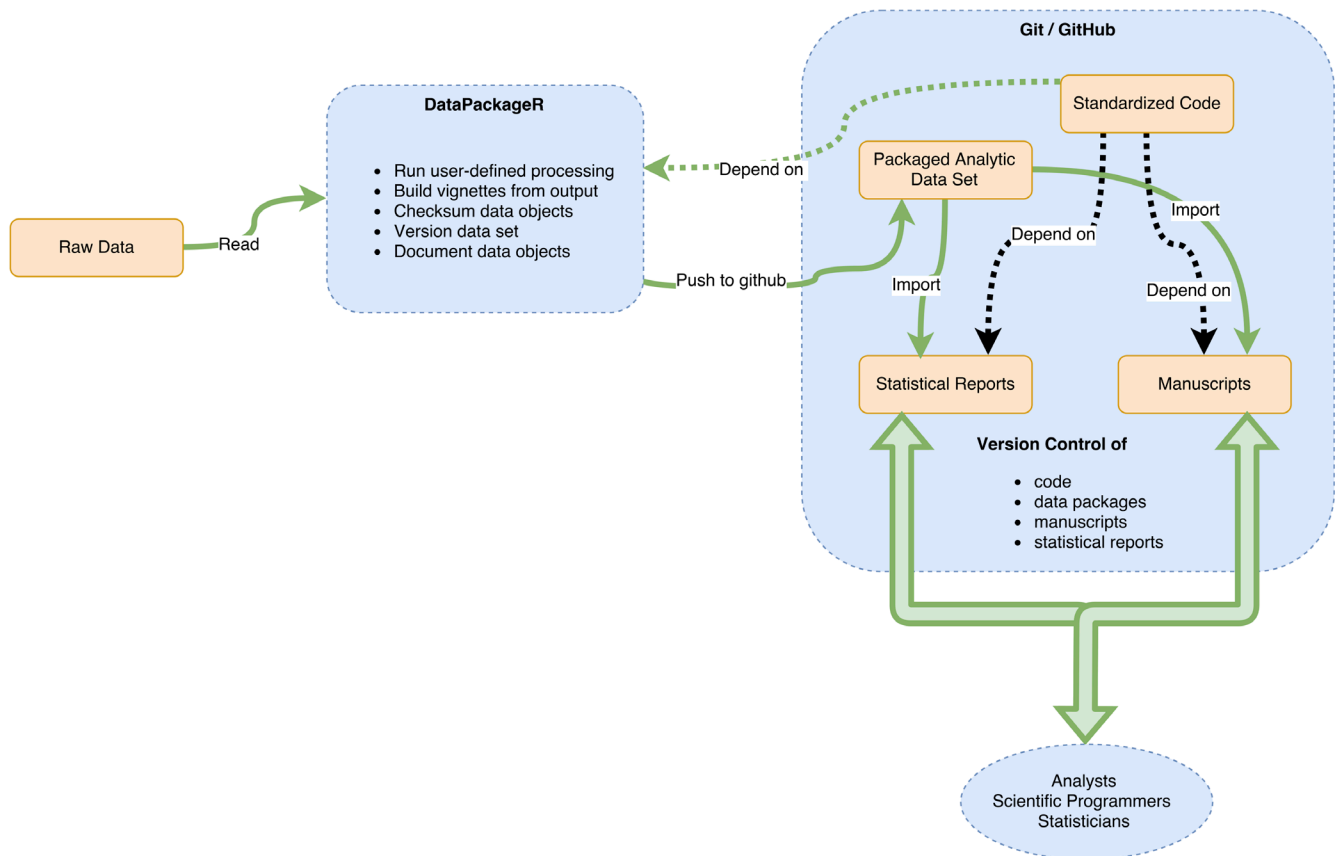 Git / GitHub
Standardized Code
DataPackageR
Run user-defined processing
Build vignettes from output
Checksum data objects
Version data set
Document data objects
Depend on
Packaged Analytic
Data Set
Import
Raw Data
Read
Depend on
Push to github
Import
Depend on
Statistical Reports
Manuscripts
Version Control of
code
data packages
manuscripts
statistical reports
Analysts
Scientific Programmers
Statisticians